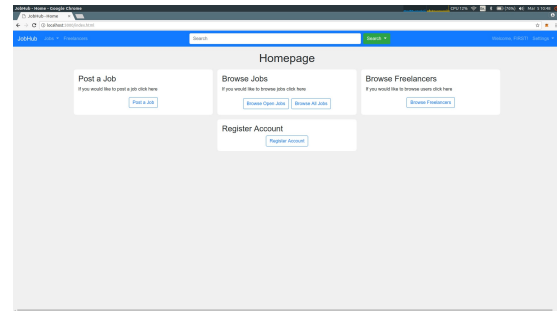 JobHub - Home - Google Chrome
JobHub - Home
localhost
JobHub Jobs Freelancers Search Search Welcome, FIRST! Settings
Homepage
Post a Job
If you would like to post a job click here
Post a Job
Browse Jobs
If you would like to browse jobs click here
Browse Open Jobs Browse All Jobs
Browse Freelancers
If you would like to browse users click here
Browse Freelancers
Register Account
Register Account